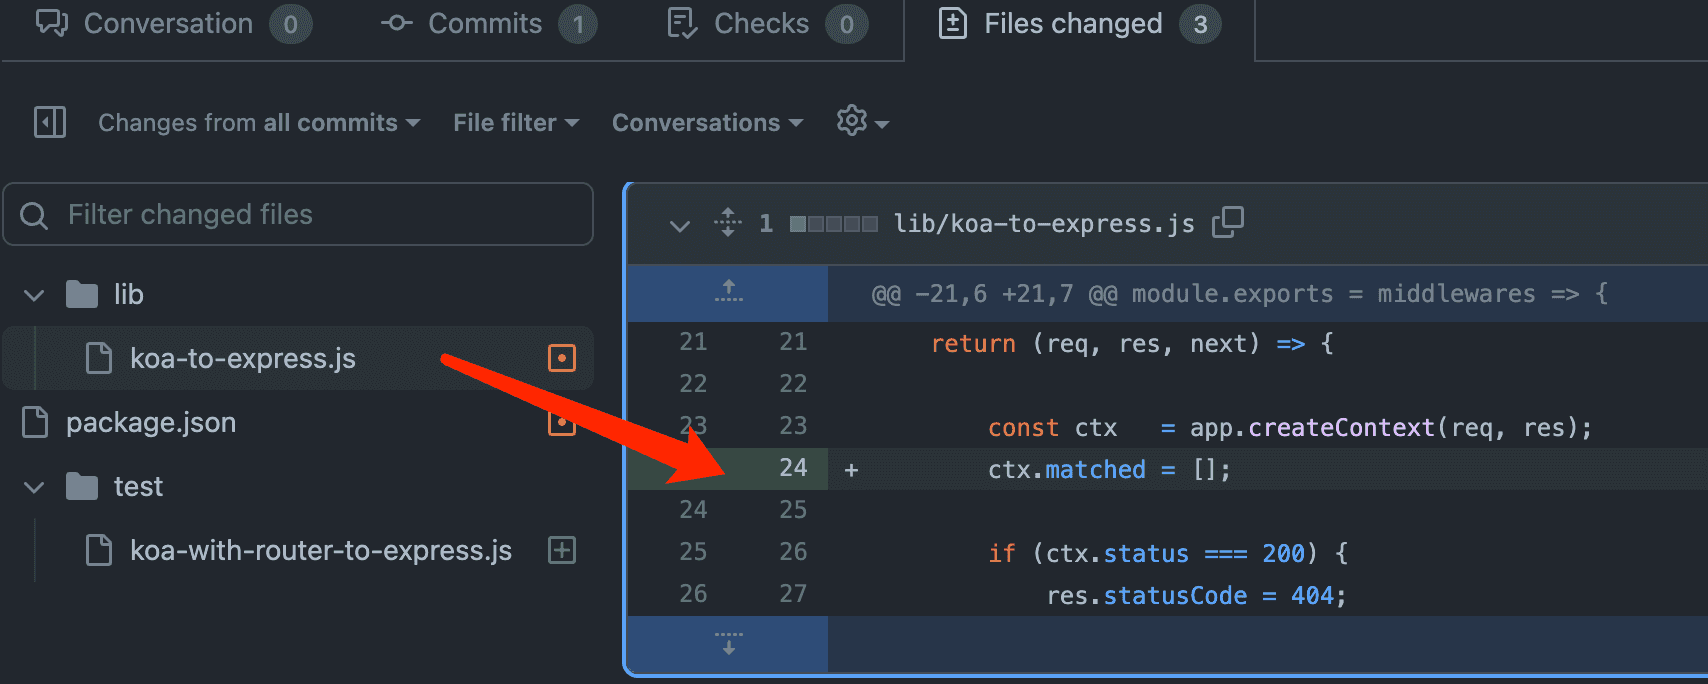 Conversation 0 Commits 1 Checks 0 Files changed 3
Changes from all commits File filter Conversations
Filter changed files
lib
koa-to-express.js
package.json
test
koa-with-router-to-express.js
1 lib/koa-to-express.js
@@ -21,6 +21,7 @@ module.exports = middlewares => {
21 21 return (req, res, next) => {
22 22
23 23 const ctx = app.createContext(req, res);
24 + ctx.matched = [];
24 25
25 26 if (ctx.status === 200) {
26 27 res.statusCode = 404;